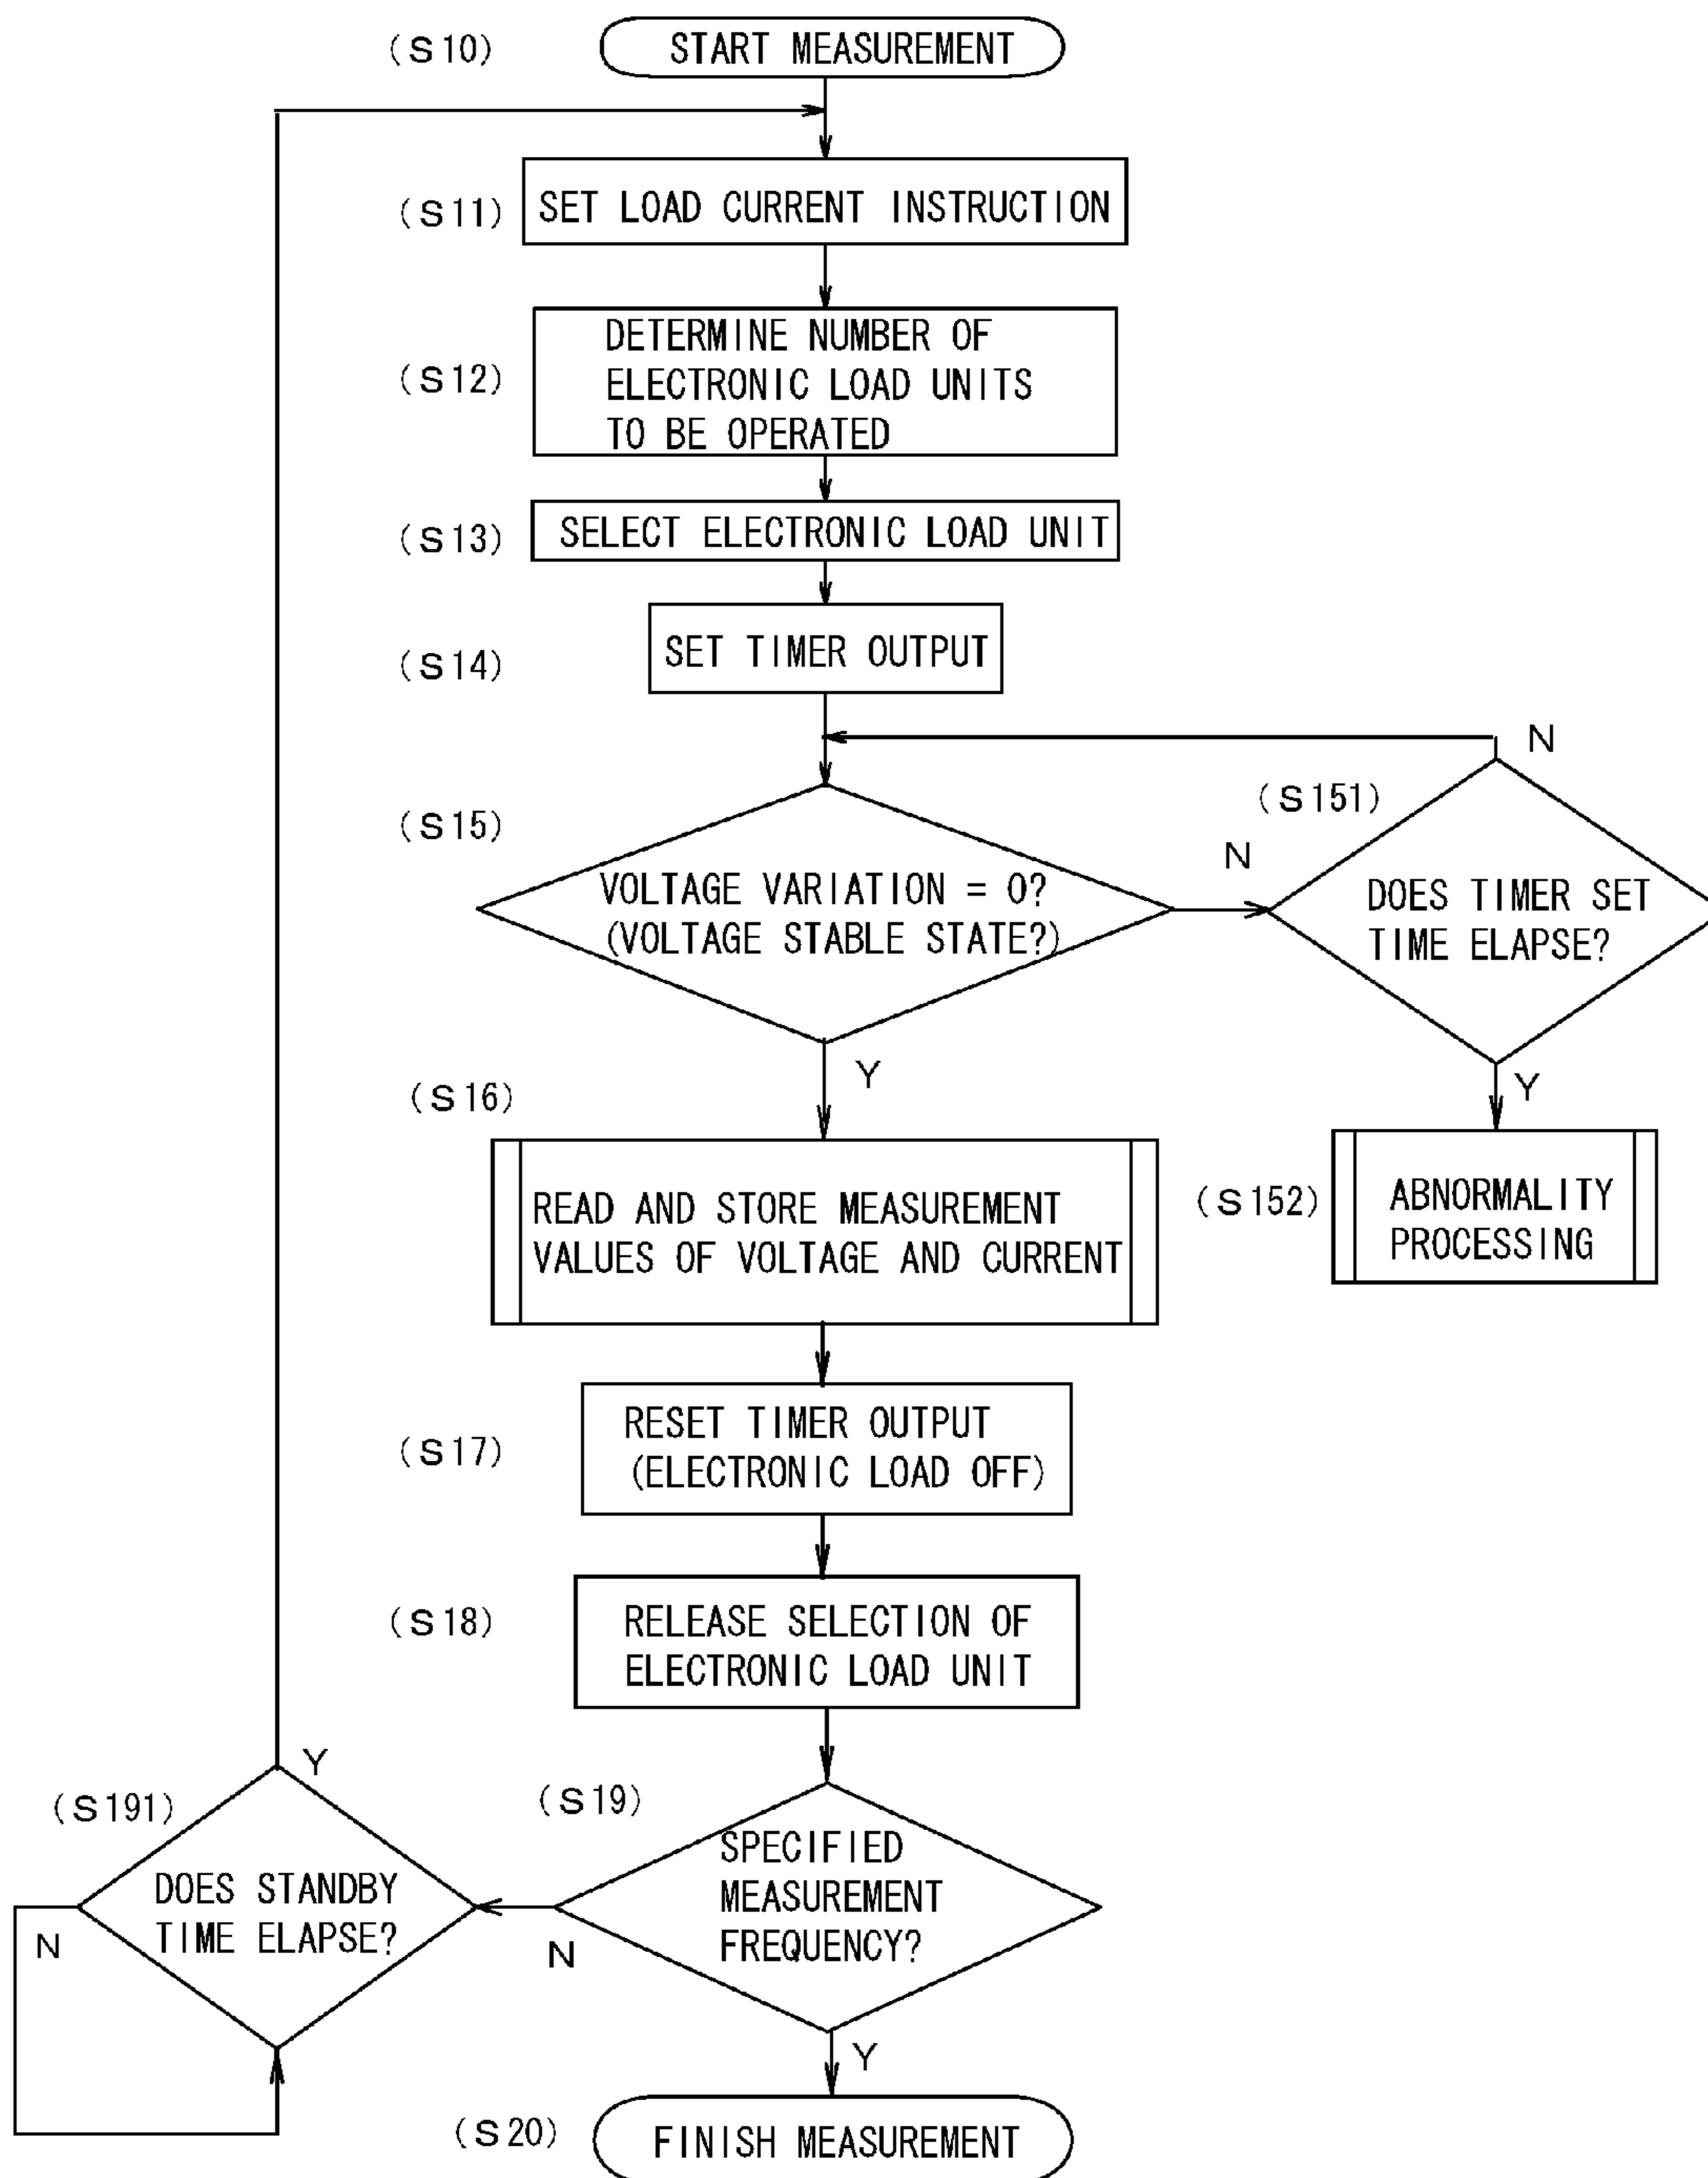 (S10)
START MEASUREMENT
(S11)
SET LOAD CURRENT INSTRUCTION
(S12)
DETERMINE NUMBER OF
ELECTRONIC LOAD UNITS
TO BE OPERATED
(S13)
SELECT ELECTRONIC LOAD UNIT
(S14)
SET TIMER OUTPUT
(S15)
VOLTAGE VARIATION = 0?
(VOLTAGE STABLE STATE?)
N
Y
(S151)
N
DOES TIMER SET
TIME ELAPSE?
Y
(S152)
ABNORMALITY
PROCESSING
(S16)
READ AND STORE MEASUREMENT
VALUES OF VOLTAGE AND CURRENT
(S17)
RESET TIMER OUTPUT
(ELECTRONIC LOAD OFF)
(S18)
RELEASE SELECTION OF
ELECTRONIC LOAD UNIT
(S19)
SPECIFIED
MEASUREMENT
FREQUENCY?
N
Y
(S191)
Y
DOES STANDBY
TIME ELAPSE?
N
(S20)
FINISH MEASUREMENT